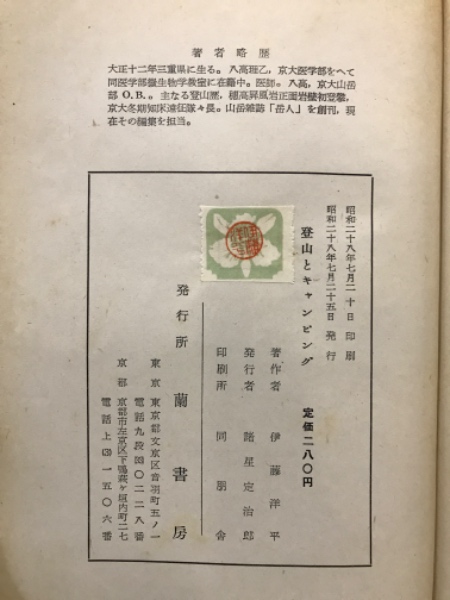 著者略歴
大正十二年三重県に生る。八高理乙，京大医学部をへて
同医学部微生物学教室に在籍中。医師。八高，京大山岳
部O.B.。主なる登山歴，穂高屏風岩正面岩壁初登攀，
京大冬期知床遠征隊々長。山岳雑誌「岳人」を創刊，現
在その編集を担当。
昭和二十八年七月二十日 印刷
昭和二十八年七月二十五日 発行
登山とキャンピング
定価二八〇円
著作者 伊藤洋平
発行者 諸星定治郎
印刷所 同朋舎
発行所 蘭書房
東京 東京都文京区音羽町五ノ一
電話九段(33)〇二二八番
京都 京都市左京区下鴨蓼ヶ垣内町二七
電話上(3)一五〇六番